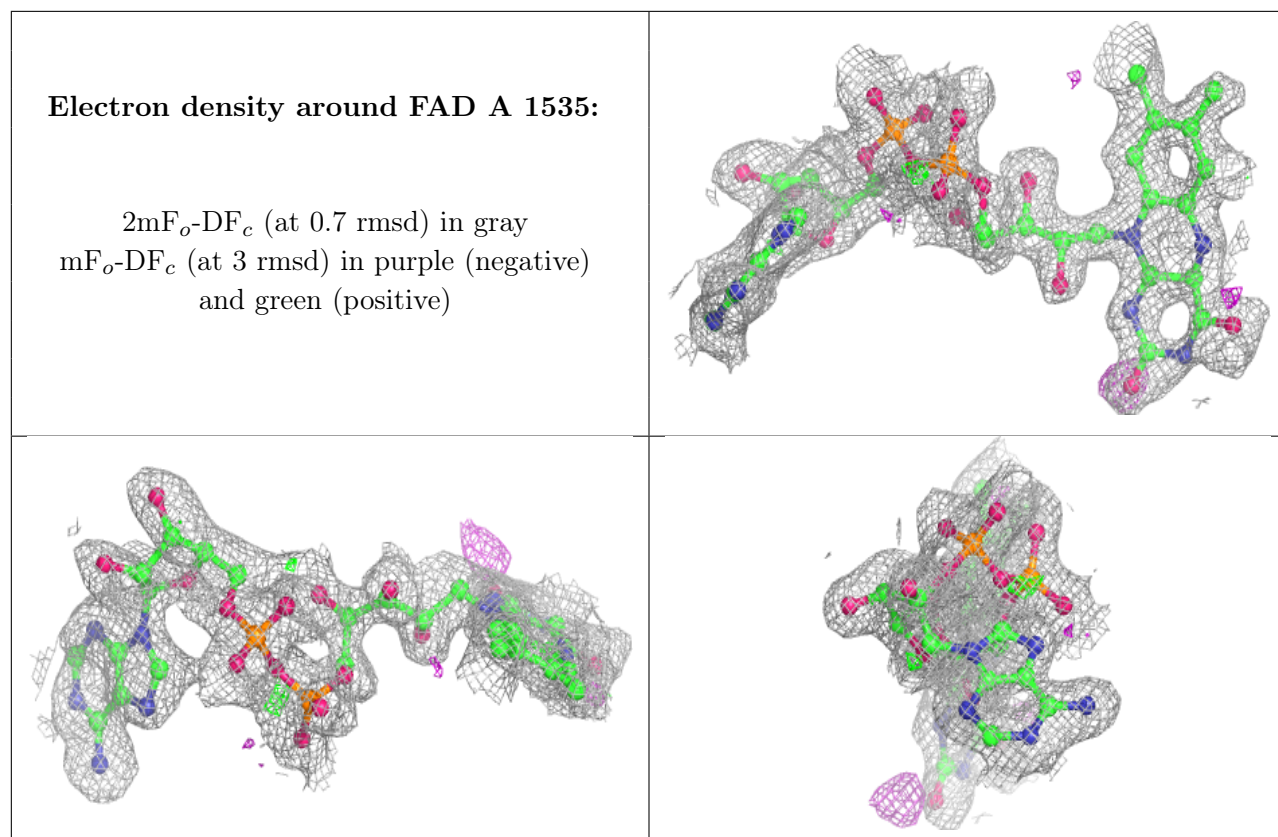 Electron density around FAD A 1535:
2mFo-DFc (at 0.7 rmsd) in gray
mFo-DFc (at 3 rmsd) in purple (negative)
and green (positive)